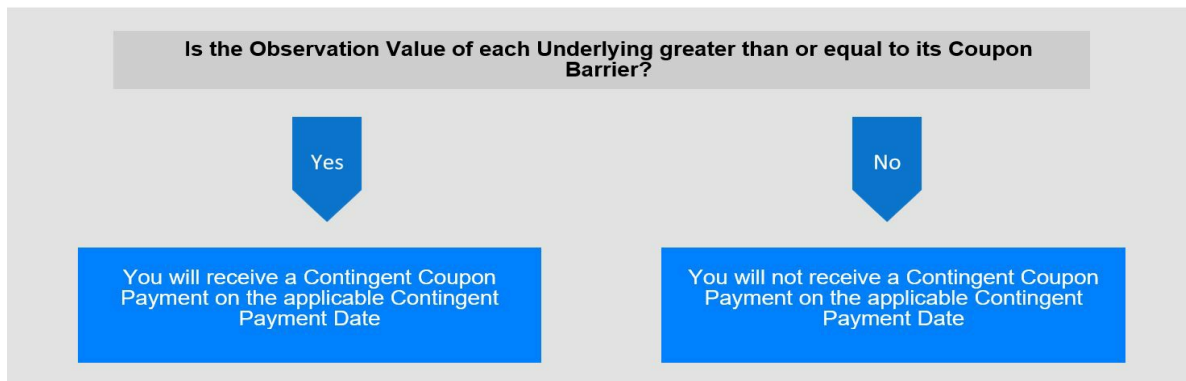 Is the Observation Value of each Underlying greater than or equal to its Coupon
Barrier?
Yes
No
You will receive a Contingent Coupon
Payment on the applicable Contingent
Payment Date
You will not receive a Contingent Coupon
Payment on the applicable Contingent
Payment Date